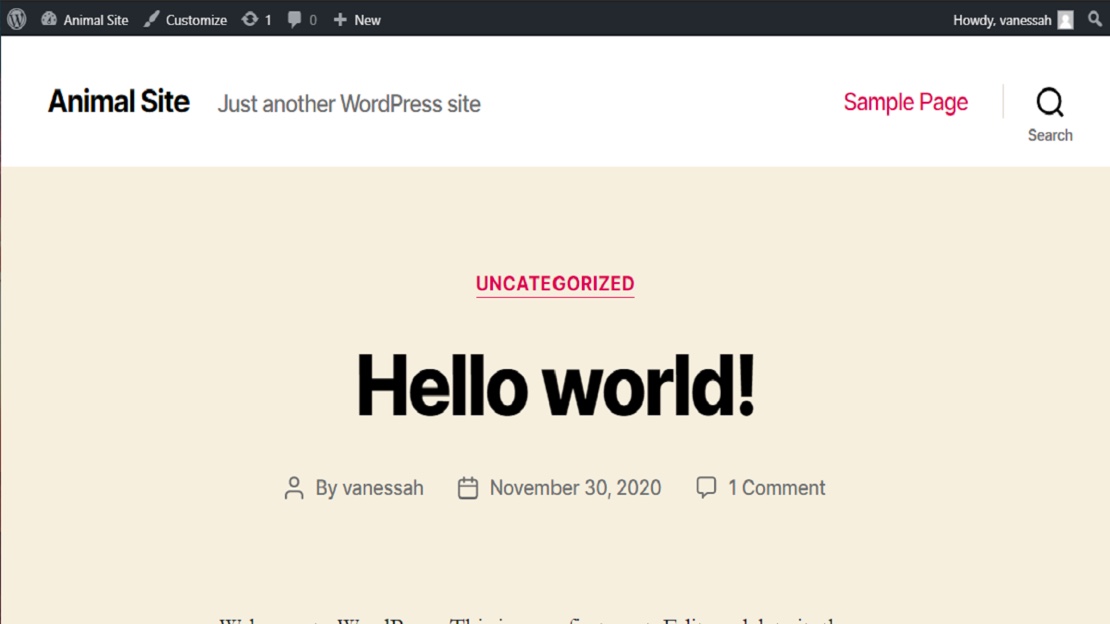 Animal Site Customize 1 0 New Howdy, vanessah
Animal Site Just another WordPress site Sample Page
Search
UNCATEGORIZED
Hello world!
By vanessah November 30, 2020 1 Comment